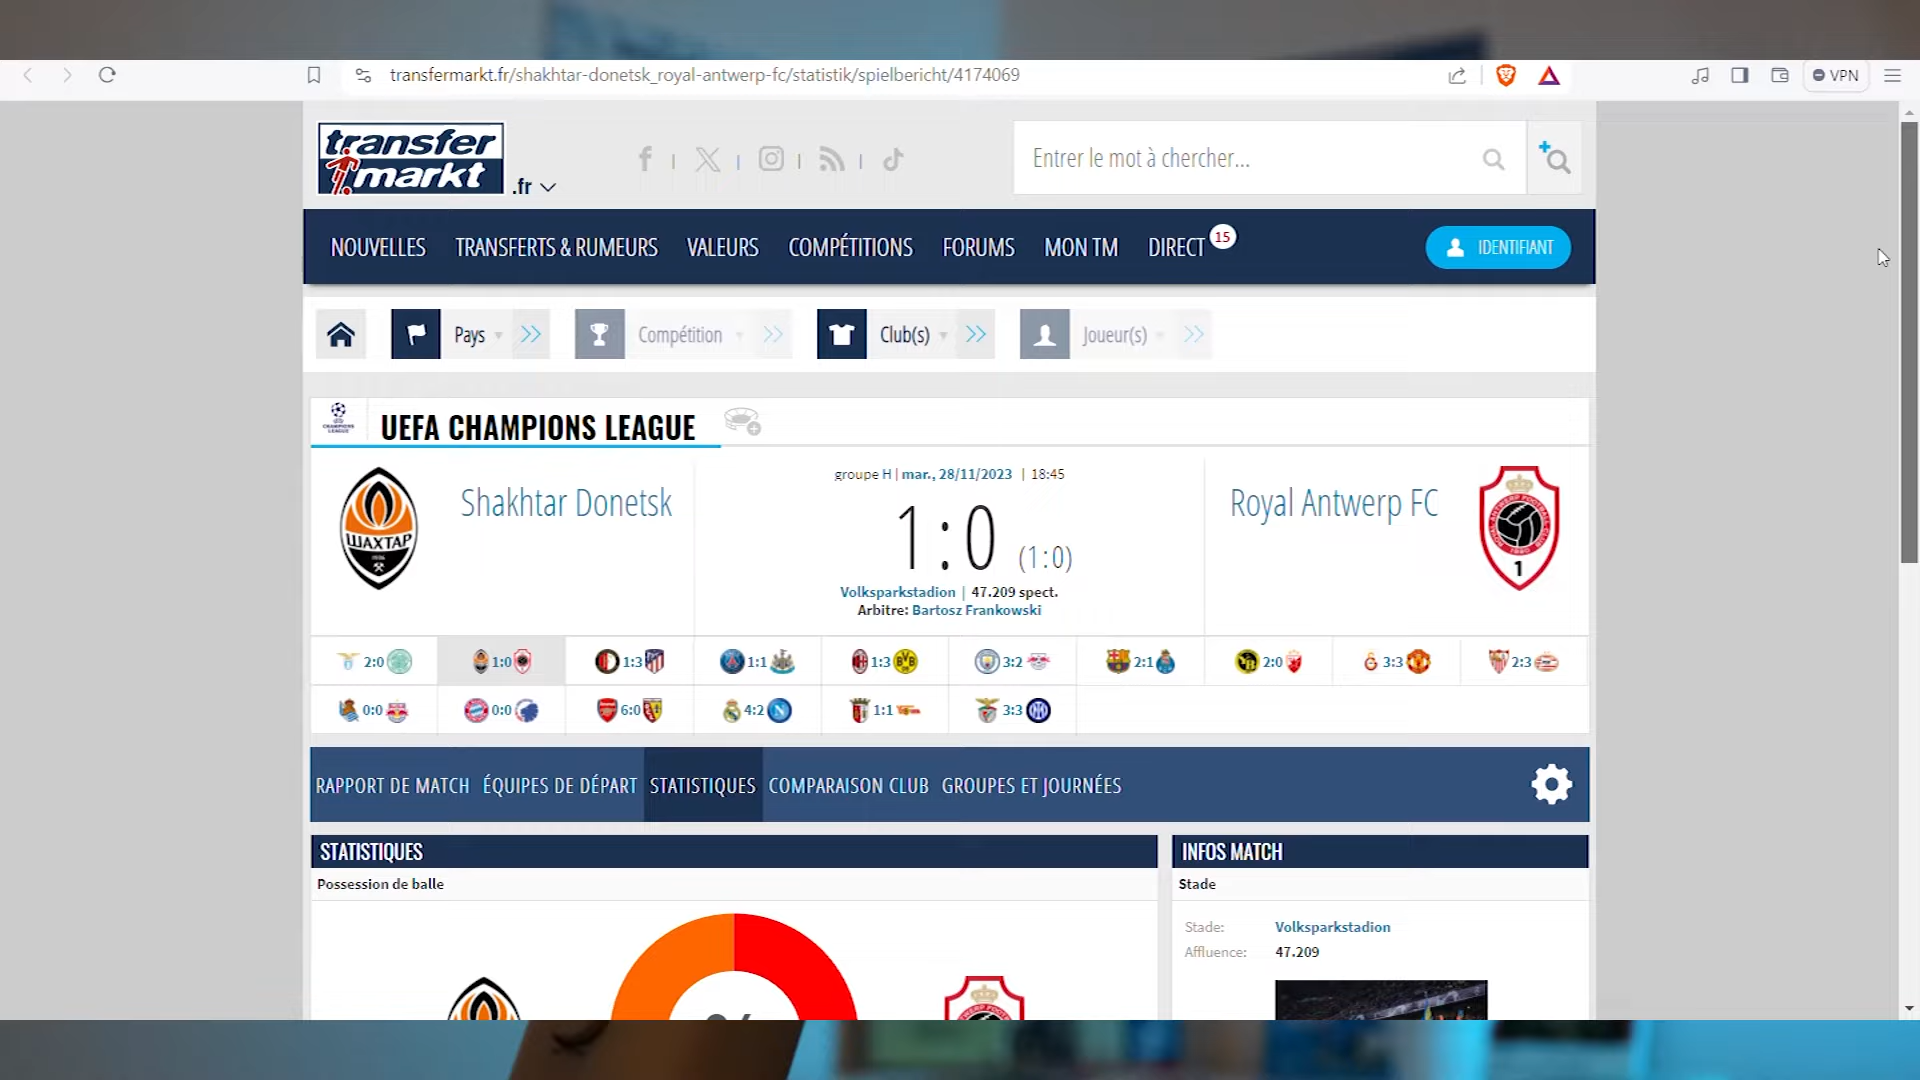 transfermarkt.fr/shakhtar-donetsk_royal-antwerp-fc/statistik/spielbericht/4174069
VPN
transfer
markt
.fr
Entrer le mot à chercher...
NOUVELLES TRANSFERTS & RUMEURS VALEURS COMPÉTITIONS FORUMS MON TM DIRECT 15 IDENTIFIANT
Pays Compétition Club(s) Joueur(s)
UEFA CHAMPIONS LEAGUE
groupe H | mar., 28/11/2023 | 18:45
Shakhtar Donetsk
Royal Antwerp FC
ШАХТАР
1
1:0 (1:0)
Volksparkstadion | 47.209 spect.
Arbitre: Bartosz Frankowski
2:0 1:0 1:3 1:1 1:3 3:2 2:1 2:0 3:3 2:3
0:0 0:0 6:0 4:2 1:1 3:3
RAPPORT DE MATCH ÉQUIPES DE DÉPART STATISTIQUES COMPARAISON CLUB GROUPES ET JOURNÉES
STATISTIQUES
Possession de balle
INFOS MATCH
Stade
Stade: Volksparkstadion
Affluence: 47.209